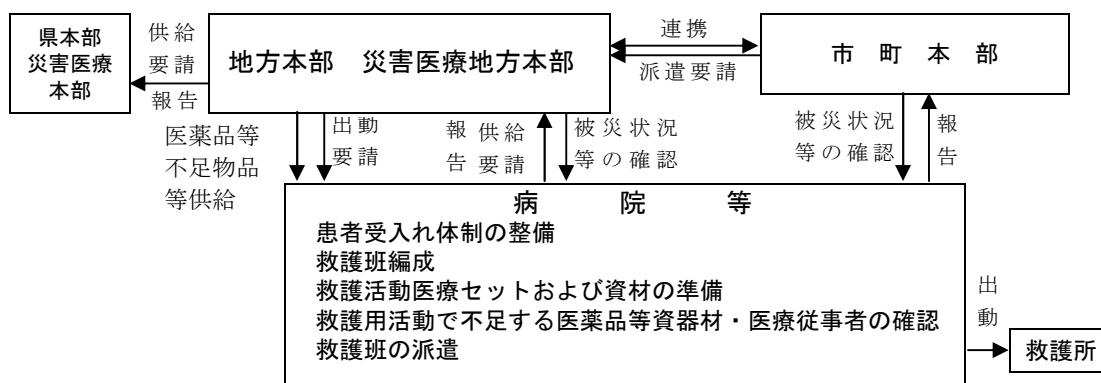 県本部
災害医療
本部
供給
要請
報告
地方本部　災害医療地方本部
連携
派遣要請
市　町　本　部
医薬品等
不足物品
等供給
出動
要請
報告
供給
要請
被災状況
等の確認
被災状況
等の確認
報告
病　院　等
患者受入れ体制の整備
救護班編成
救護活動医療セットおよび資材の準備
救護用活動で不足する医薬品等資器材・医療従事者の確認
救護班の派遣
出動
救護所